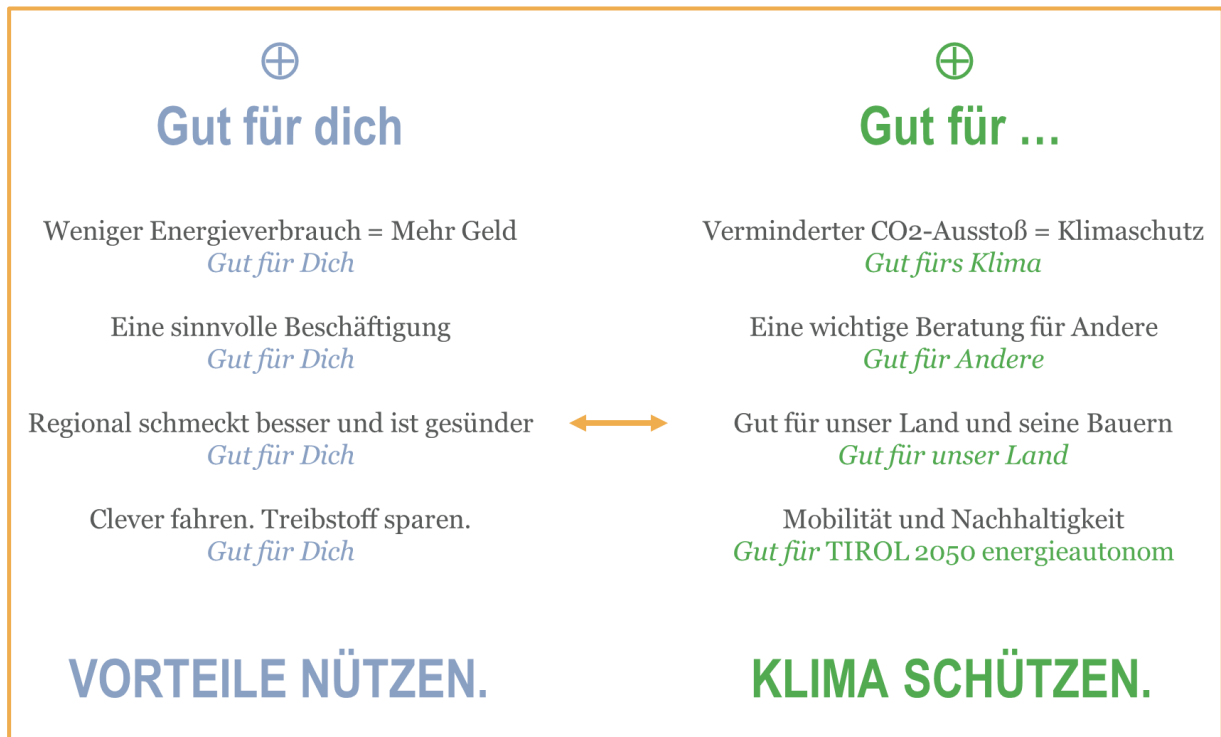 Gut für dich
Weniger Energieverbrauch = Mehr Geld
Gut für Dich
Eine sinnvolle Beschäftigung
Gut für Dich
Regional schmeckt besser und ist gesünder
Gut für Dich
Clever fahren. Treibstoff sparen.
Gut für Dich
VORTEILE NÜTZEN.
Gut für ...
Verminderter CO2-Ausstoß = Klimaschutz
Gut fürs Klima
Eine wichtige Beratung für Andere
Gut für Andere
Gut für unser Land und seine Bauern
Gut für unser Land
Mobilität und Nachhaltigkeit
Gut für TIROL 2050 energieautonom
KLIMA SCHÜTZEN.